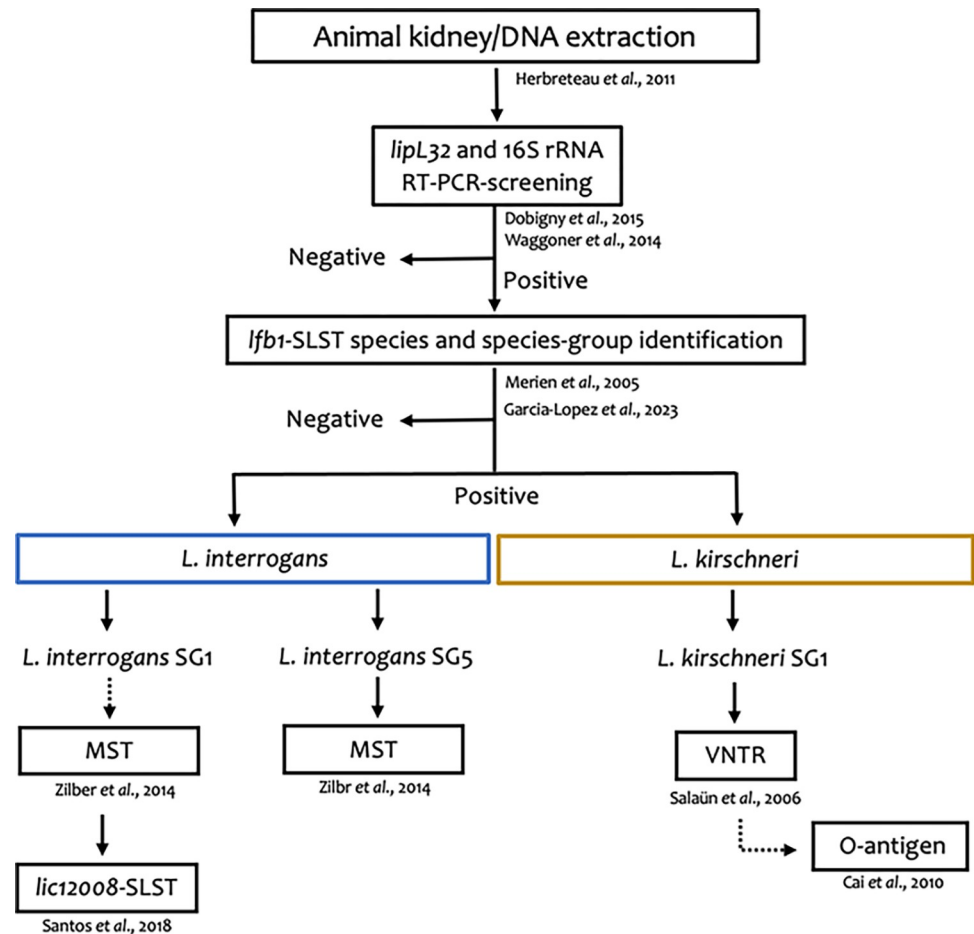 Animal kidney/DNA extraction
Herbreteau et al., 2011
lipL32 and 16S rRNA
RT-PCR-screening
Dobigny et al., 2015
Waggoner et al., 2014
Negative
Positive
lfb1-SLST species and species-group identification
Merien et al., 2005
Garcia-Lopez et al., 2023
Negative
Positive
L. interrogans
L. kirschneri
L. interrogans SG1
L. interrogans SG5
L. kirschneri SG1
MST
MST
VNTR
Zilber et al., 2014
Zilbr et al., 2014
Salaün et al., 2006
O-antigen
Cai et al., 2010
lic12008-SLST
Santos et al., 2018